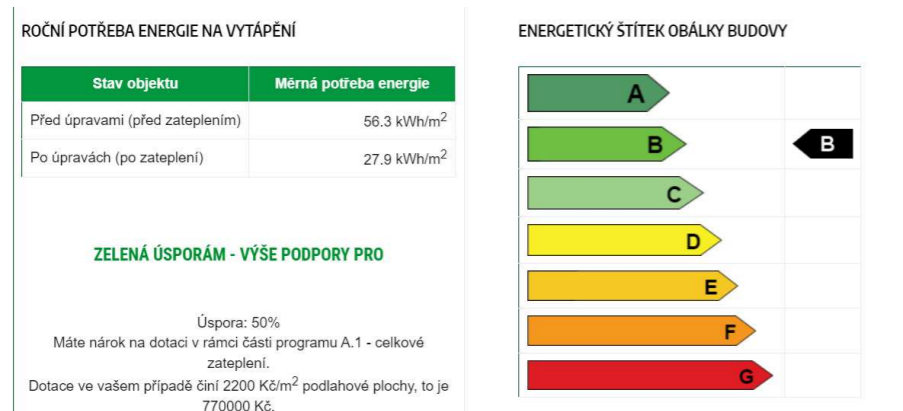 ROČNÍ POTŘEBA ENERGIE NA VYTÁPĚNÍ
Stav objektu Měrná potřeba energie
Před úpravami (před zateplením) 56.3 kWh/m2
Po úpravách (po zateplení) 27.9 kWh/m2
ZELENÁ ÚSPORÁM - VÝŠE PODPORY PRO
Úspora: 50%
Máte nárok na dotaci v rámci části programu A.1 - celkové
zateplení.
Dotace ve vašem případě činí 2200 Kč/m2 podlahové plochy, to je
770000 Kč.
ENERGETICKÝ ŠTÍTEK OBÁLKY BUDOVY
A
B B
C
D
E
F
G